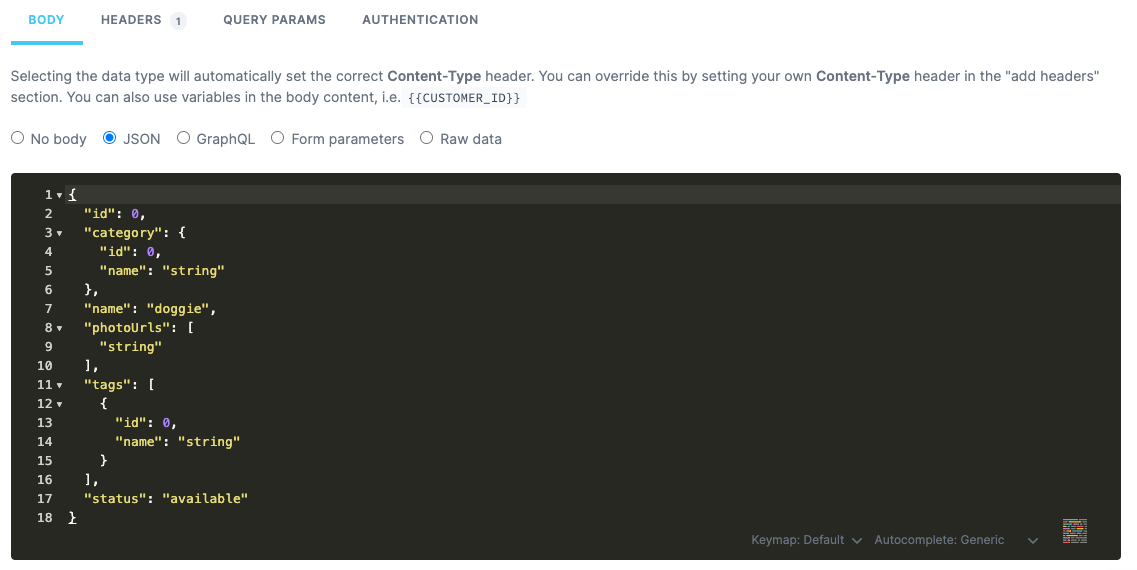 BODY HEADERS 1 QUERY PARAMS AUTHENTICATION
Selecting the data type will automatically set the correct Content-Type header. You can override this by setting your own Content-Type header in the "add headers"
section. You can also use variables in the body content, i.e. {{CUSTOMER_ID}}
No body JSON GraphQL Form parameters Raw data
1 {
2   "id": 0,
3   "category": {
4     "id": 0,
5     "name": "string"
6   },
7   "name": "doggie",
8   "photoUrls": [
9     "string"
10   ],
11   "tags": [
12     {
13       "id": 0,
14       "name": "string"
15     }
16   ],
17   "status": "available"
18 }
Keymap: Default Autocomplete: Generic